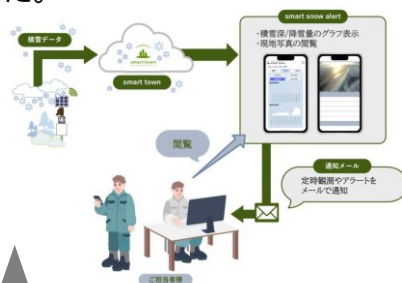 た。
積雪データ
smart town
smart town
smart snow alert
・積雪深/降雪量のグラフ表示
・現地写真の閲覧
閲覧
通知メール
定時観測やアラートを
メールで通知
ご担当者様